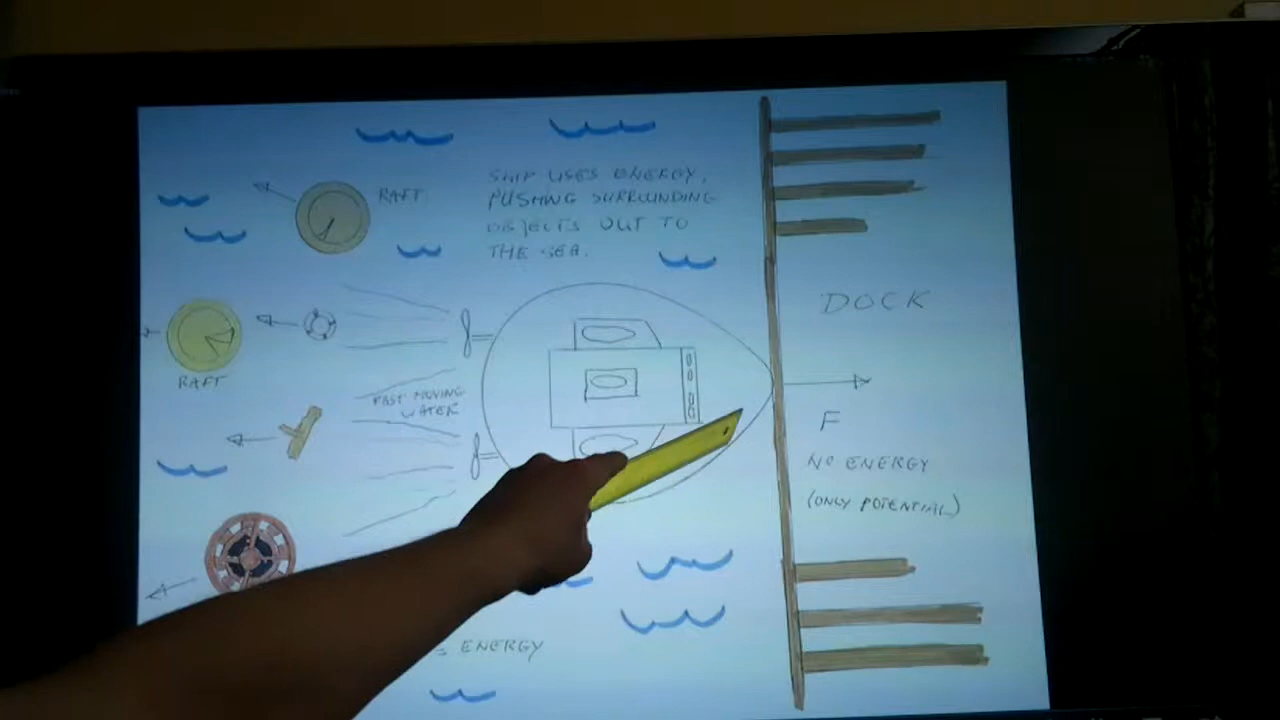 SHIP USES ENERGY,
PUSHING SURROUNDING
OBJECTS OUT TO
THE SEA.
RAFT
RAFT
FAST MOVING
WATER
DOCK
F
NO ENERGY
(ONLY POTENTIAL)
= ENERGY